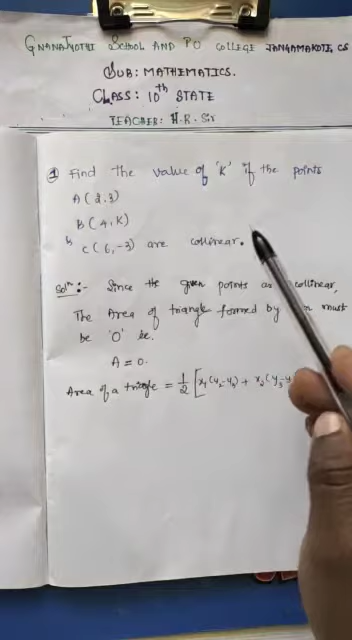 GNANAJYOTHI SCHOOL AND PU COLLEGE JANGAMAKOTE, CS
SUB: MATHEMATICS.
CLASS: 10th STATE
TEACHER: H.R. Sir
① Find the value of 'K' if the points
A(2,3)
B(4,K)
& C(6,-3) are collinear.
Soln:- Since the given points are collinear,
The Area of triangle formed by must
be '0' ie.
A = 0.
Area of a triangle = 1/2 [x₁(y₂-y₃) + x₂(y₃-y